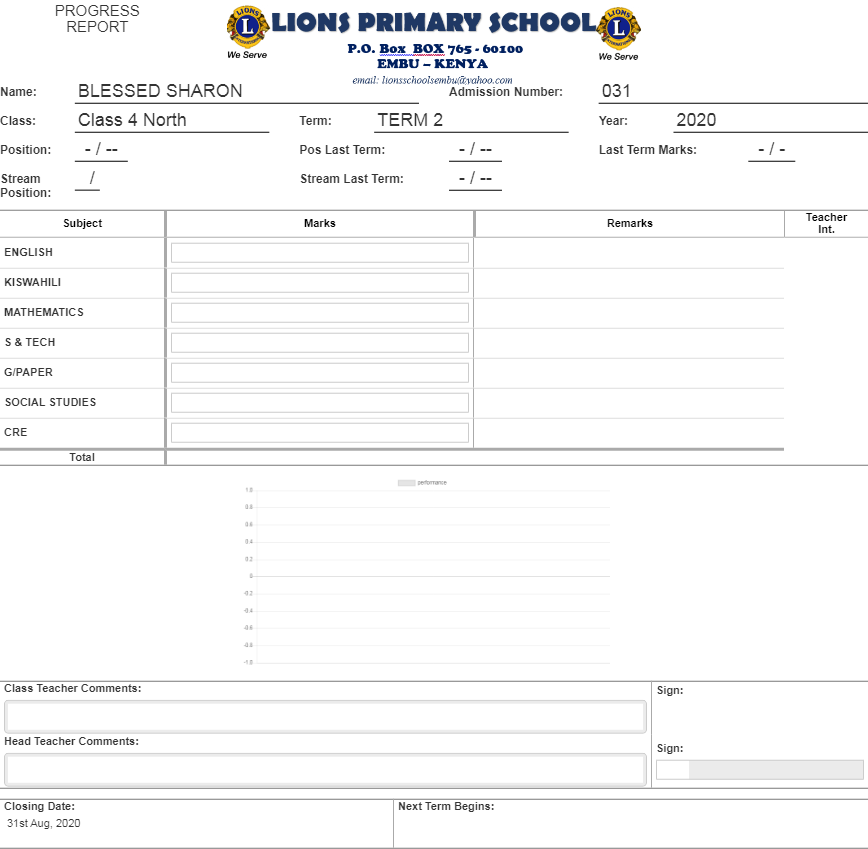 PROGRESS
REPORT
LIONS L INTERNATIONAL
We Serve
LIONS PRIMARY SCHOOL
P.O. Box BOX 765 - 60100
EMBU – KENYA
email: lionsschoolsembu@yahoo.com
LIONS L INTERNATIONAL
We Serve
Name: BLESSED SHARON Admission Number: 031
Class: Class 4 North Term: TERM 2 Year: 2020
Position: - / -- Pos Last Term: - / -- Last Term Marks: - / -
Stream Position: / Stream Last Term: - / --
Subject Marks Remarks Teacher Int.
ENGLISH
KISWAHILI
MATHEMATICS
S & TECH
G/PAPER
SOCIAL STUDIES
CRE
Total
performance
1.0
0.8
0.6
0.4
0.2
0
-0.2
-0.4
-0.6
-0.8
-1.0
Class Teacher Comments: Sign:
Head Teacher Comments: Sign:
Closing Date: Next Term Begins:
31st Aug, 2020